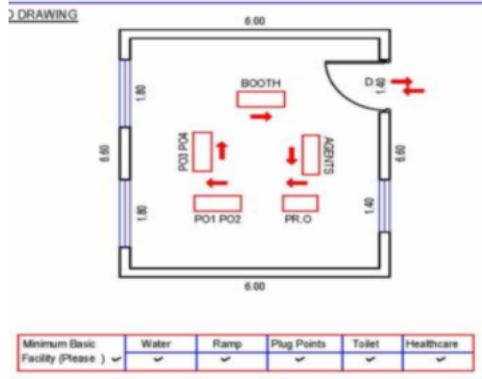 D DRAWING
6.00
BOOTH
D
1.40
1.80
PO3 PO4
AGENTS
6.60
6.60
1.80
PO1 PO2
PR.O
1.40
6.00
Minimum Basic Water Ramp Plug Points Toilet Healthcare
Facility (Please ) ✓ ✓ ✓ ✓ ✓ ✓